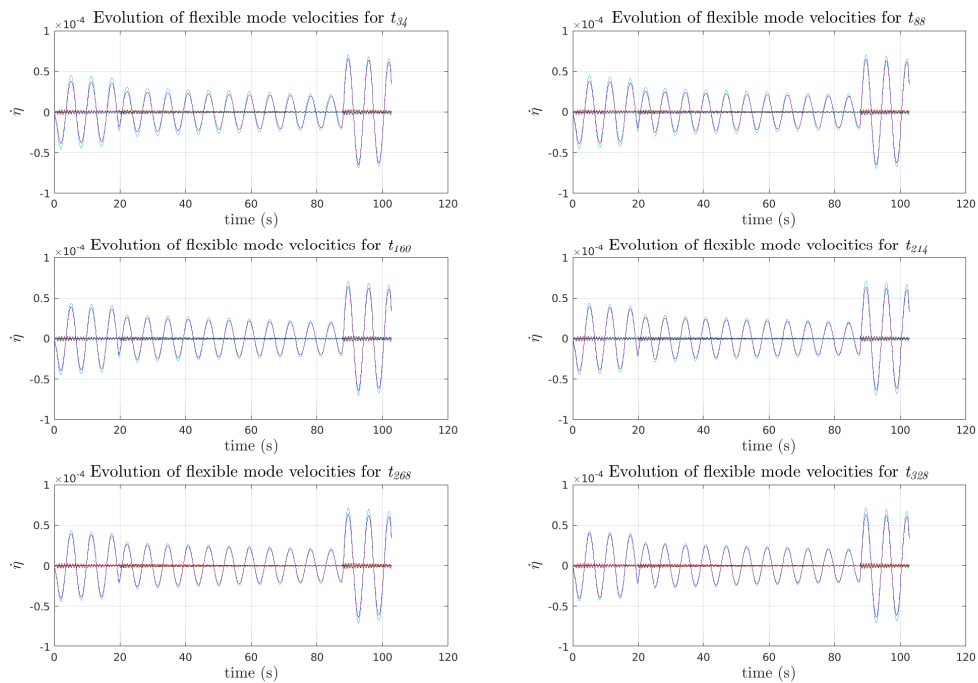 Evolution of flexible mode velocities for t34
×10-4
1
0.5
0
-0.5
-1
η̇
0 20 40 60 80 100 120
time (s)
Evolution of flexible mode velocities for t88
×10-4
1
0.5
0
-0.5
-1
η̇
0 20 40 60 80 100 120
time (s)
Evolution of flexible mode velocities for t160
×10-4
1
0.5
0
-0.5
-1
η̇
0 20 40 60 80 100 120
time (s)
Evolution of flexible mode velocities for t214
×10-4
1
0.5
0
-0.5
-1
η̇
0 20 40 60 80 100 120
time (s)
Evolution of flexible mode velocities for t268
×10-4
1
0.5
0
-0.5
-1
η̇
0 20 40 60 80 100 120
time (s)
Evolution of flexible mode velocities for t328
×10-4
1
0.5
0
-0.5
-1
η̇
0 20 40 60 80 100 120
time (s)